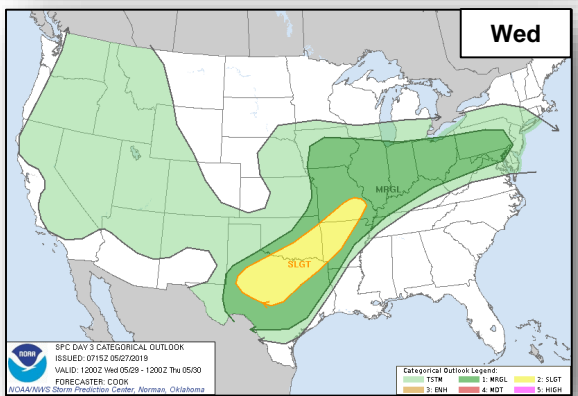 Wed
MRGL
SLGT
SPC DAY 3 CATEGORICAL OUTLOOK
ISSUED: 0715Z 05/27/2019
VALID: 1200Z Wed 05/29 - 1200Z Thu 05/30
FORECASTER: COOK
NOAA/NWS Storm Prediction Center, Norman, Oklahoma
NOAA
Categorical Outlook Legend:
TSTM 1: MRGL 2: SLGT
3: ENH 4: MDT 5: HIGH